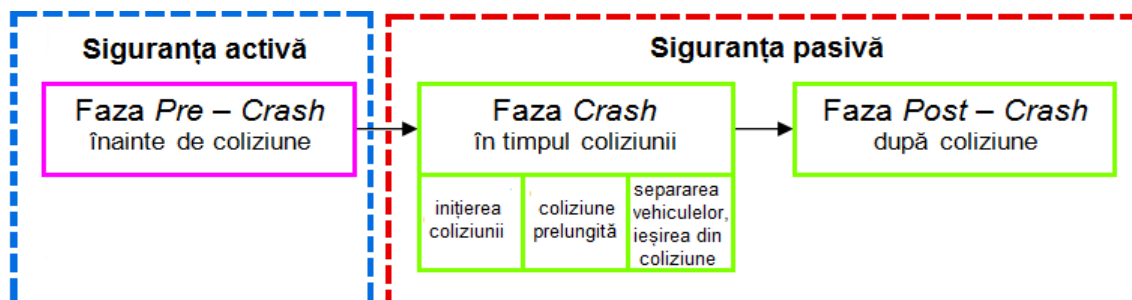 Siguranța activă
Siguranța pasivă
Faza Pre – Crash
înainte de coliziune
Faza Crash
în timpul coliziunii
Faza Post – Crash
după coliziune
inițierea
coliziunii
coliziune
prelungită
separarea
vehiculelor,
ieșirea din
coliziune